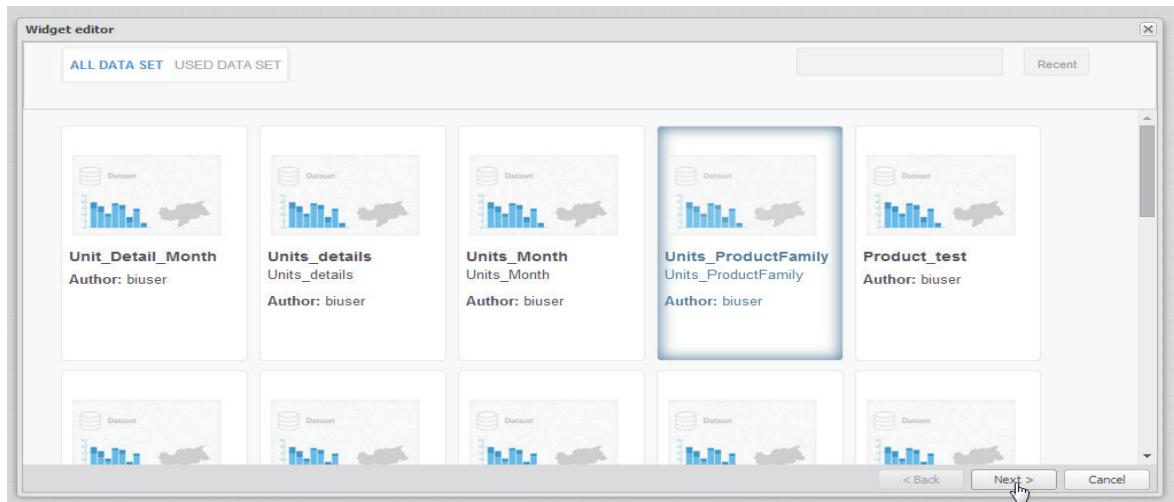 Widget editor
ALL DATA SET USED DATA SET
Recent
Dataset
Dataset
Dataset
Dataset
Dataset
Unit_Detail_Month
Author: biuser
Units_details
Units_details
Author: biuser
Units_Month
Units_Month
Author: biuser
Units_ProductFamily
Units_ProductFamily
Author: biuser
Product_test
Author: biuser
Dataset
Dataset
Dataset
Dataset
Dataset
< Back
Next >
Cancel